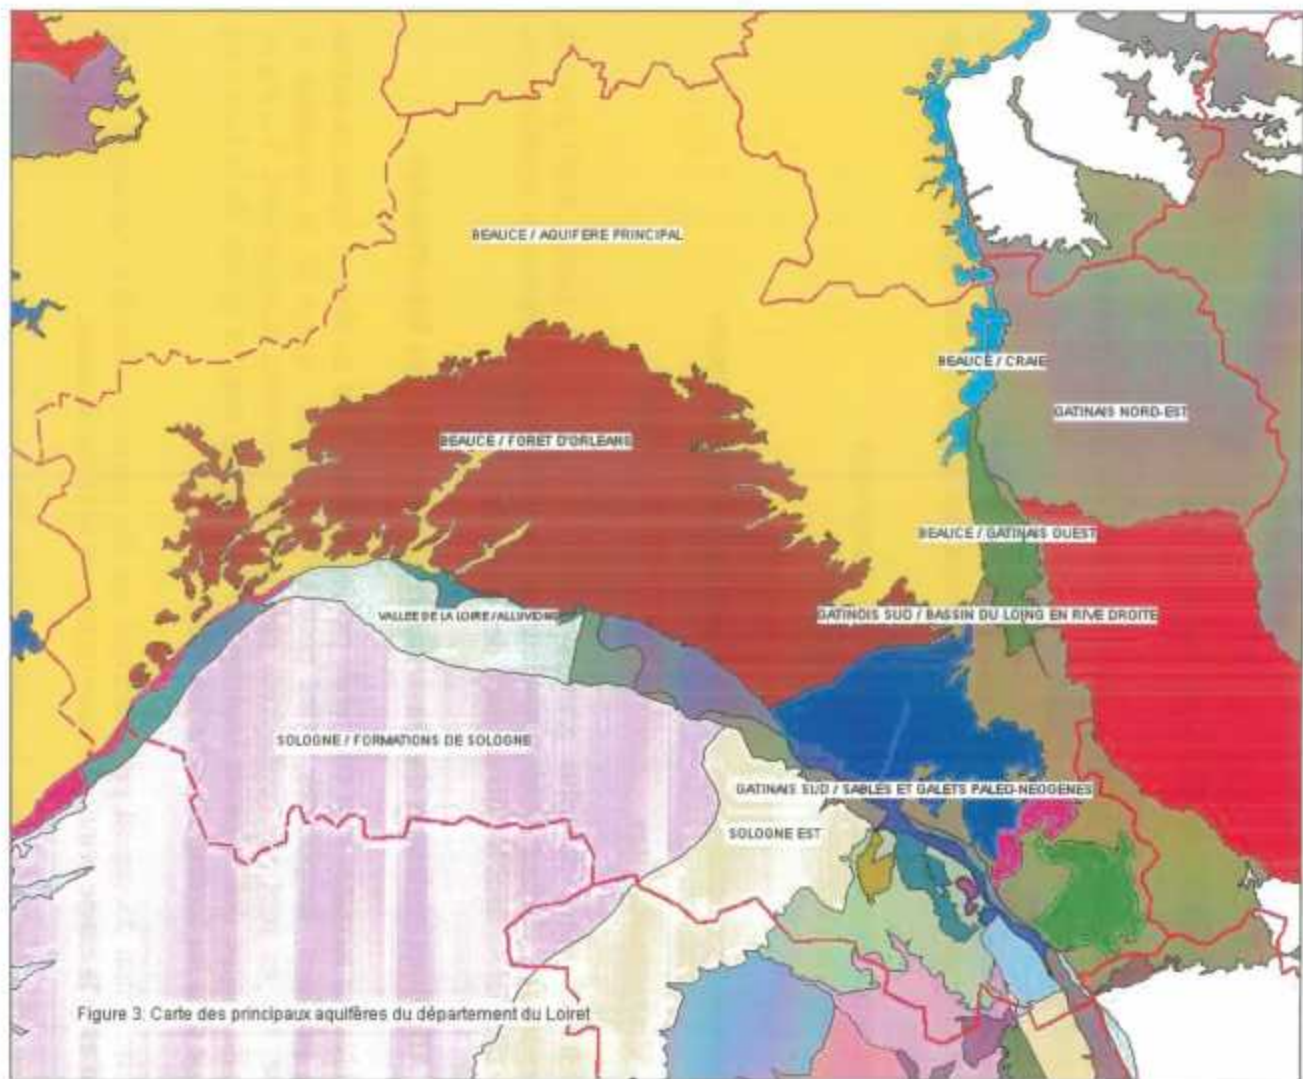 BEAUCE / AQUIFERE PRINCIPAL
BEAUCE / CRAIE
GATINAIS NORD-EST
BEAUCE / FORET D'ORLEANS
BEAUCE / GATINAIS OUEST
VALLEE DE LA LOIRE / ALLUVIONS
GATINOIS SUD / BASSIN DU LOING EN RIVE DROITE
SOLOGNE / FORMATIONS DE SOLOGNE
GATINAIS SUD / SABLES ET GALETS PALEO-NEOGENES
SOLOGNE EST
Figure 3: Carte des principaux aquifères du département du Loiret